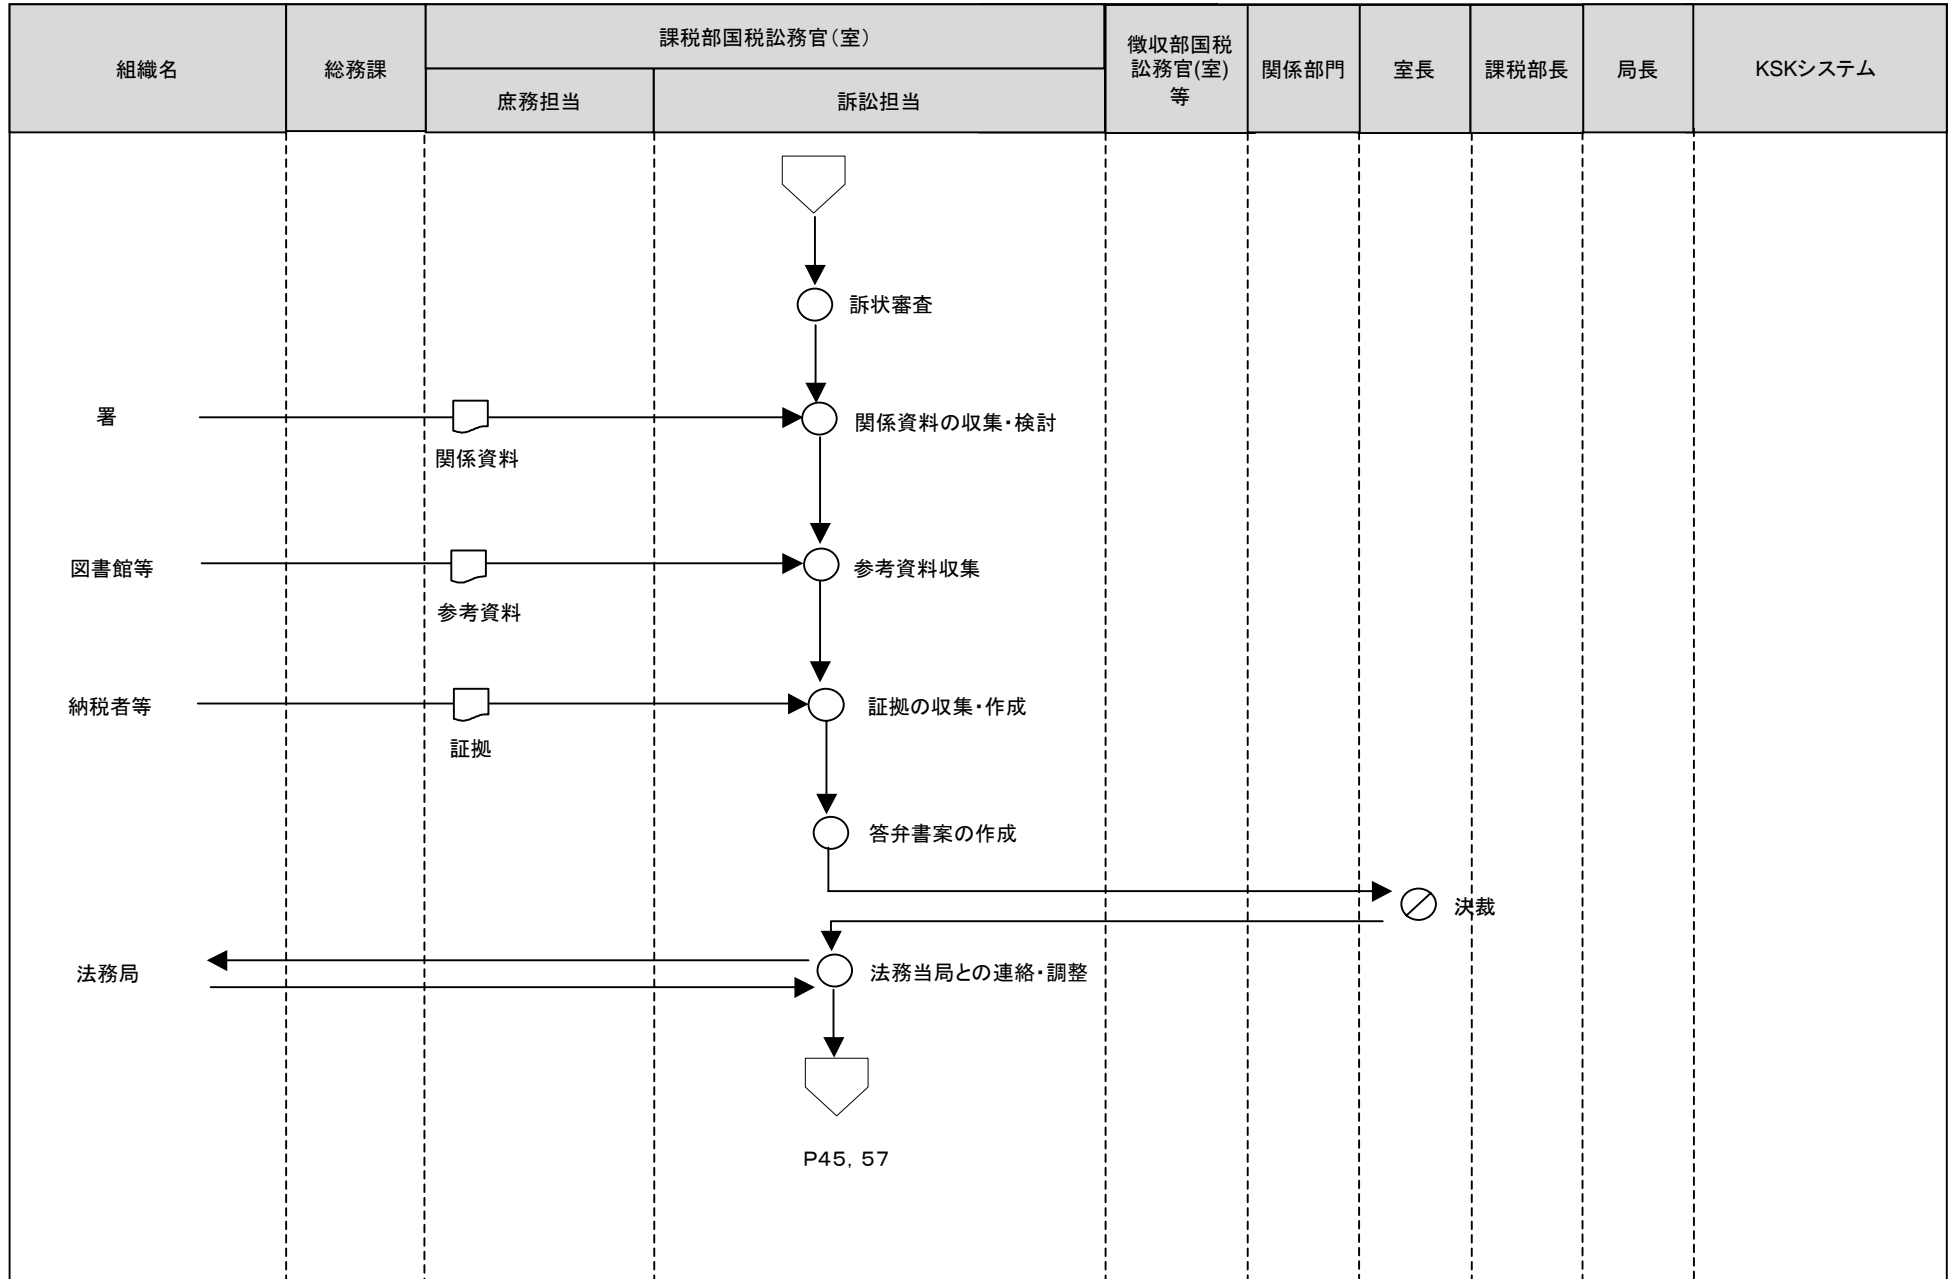 組織名
総務課
課税部国税訟務官(室)
庶務担当
訴訟担当
徴収部国税
訟務官(室)
等
関係部門
室長
課税部長
局長
KSKシステム
訴状審査
署
関係資料
関係資料の収集・検討
図書館等
参考資料
参考資料収集
納税者等
証拠
証拠の収集・作成
答弁書案の作成
決裁
法務局
法務当局との連絡・調整
P45, 57